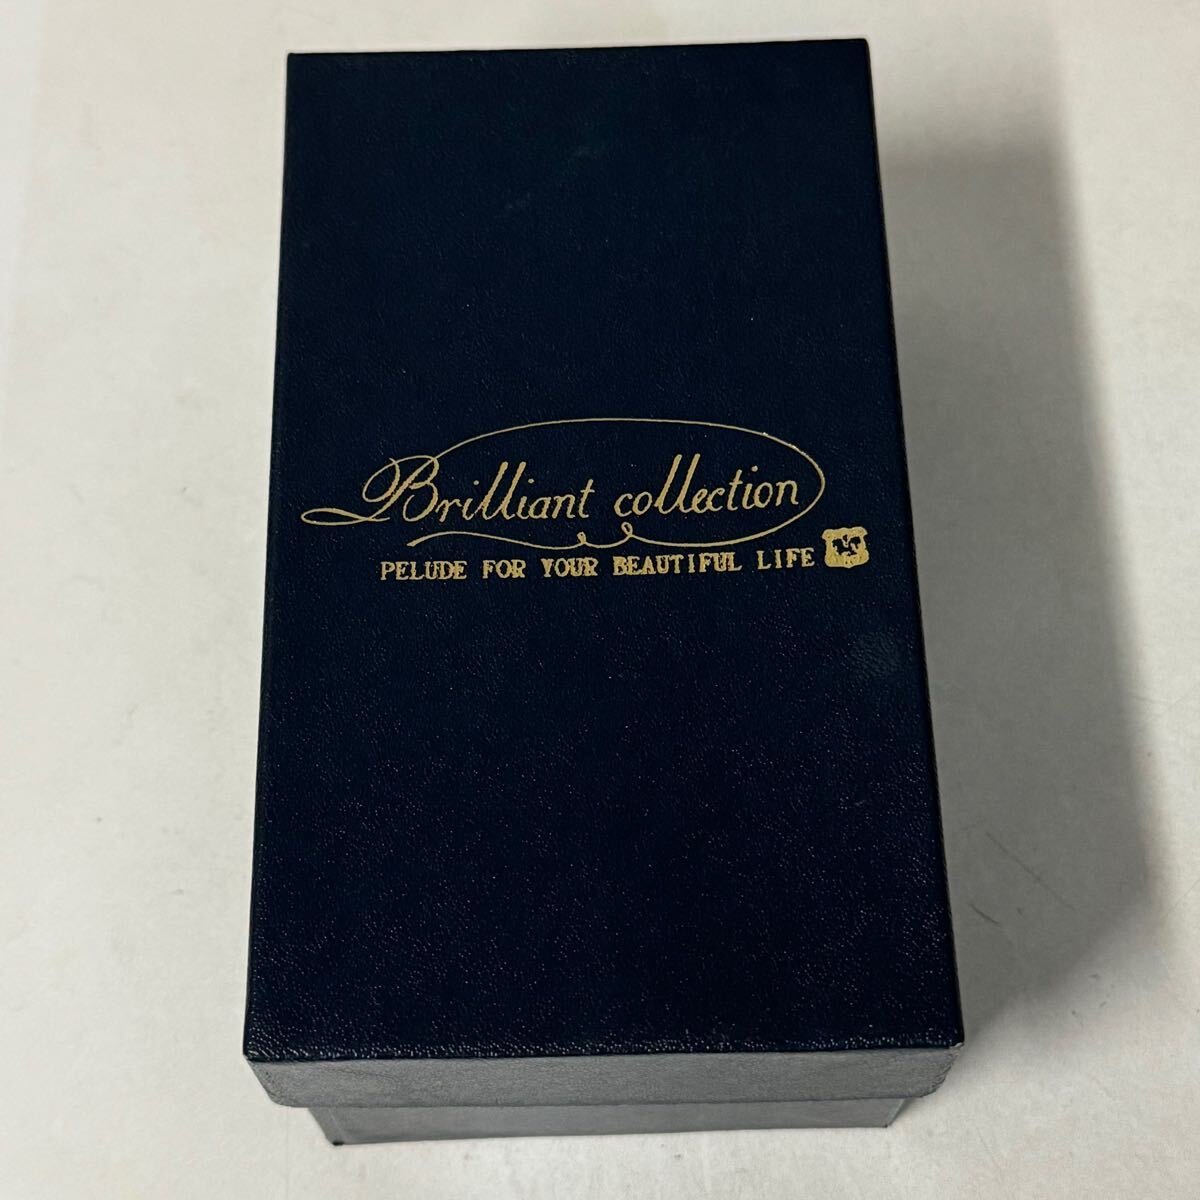 Brilliant collection
PELUDE FOR YOUR BEAUTIFUL LIFE